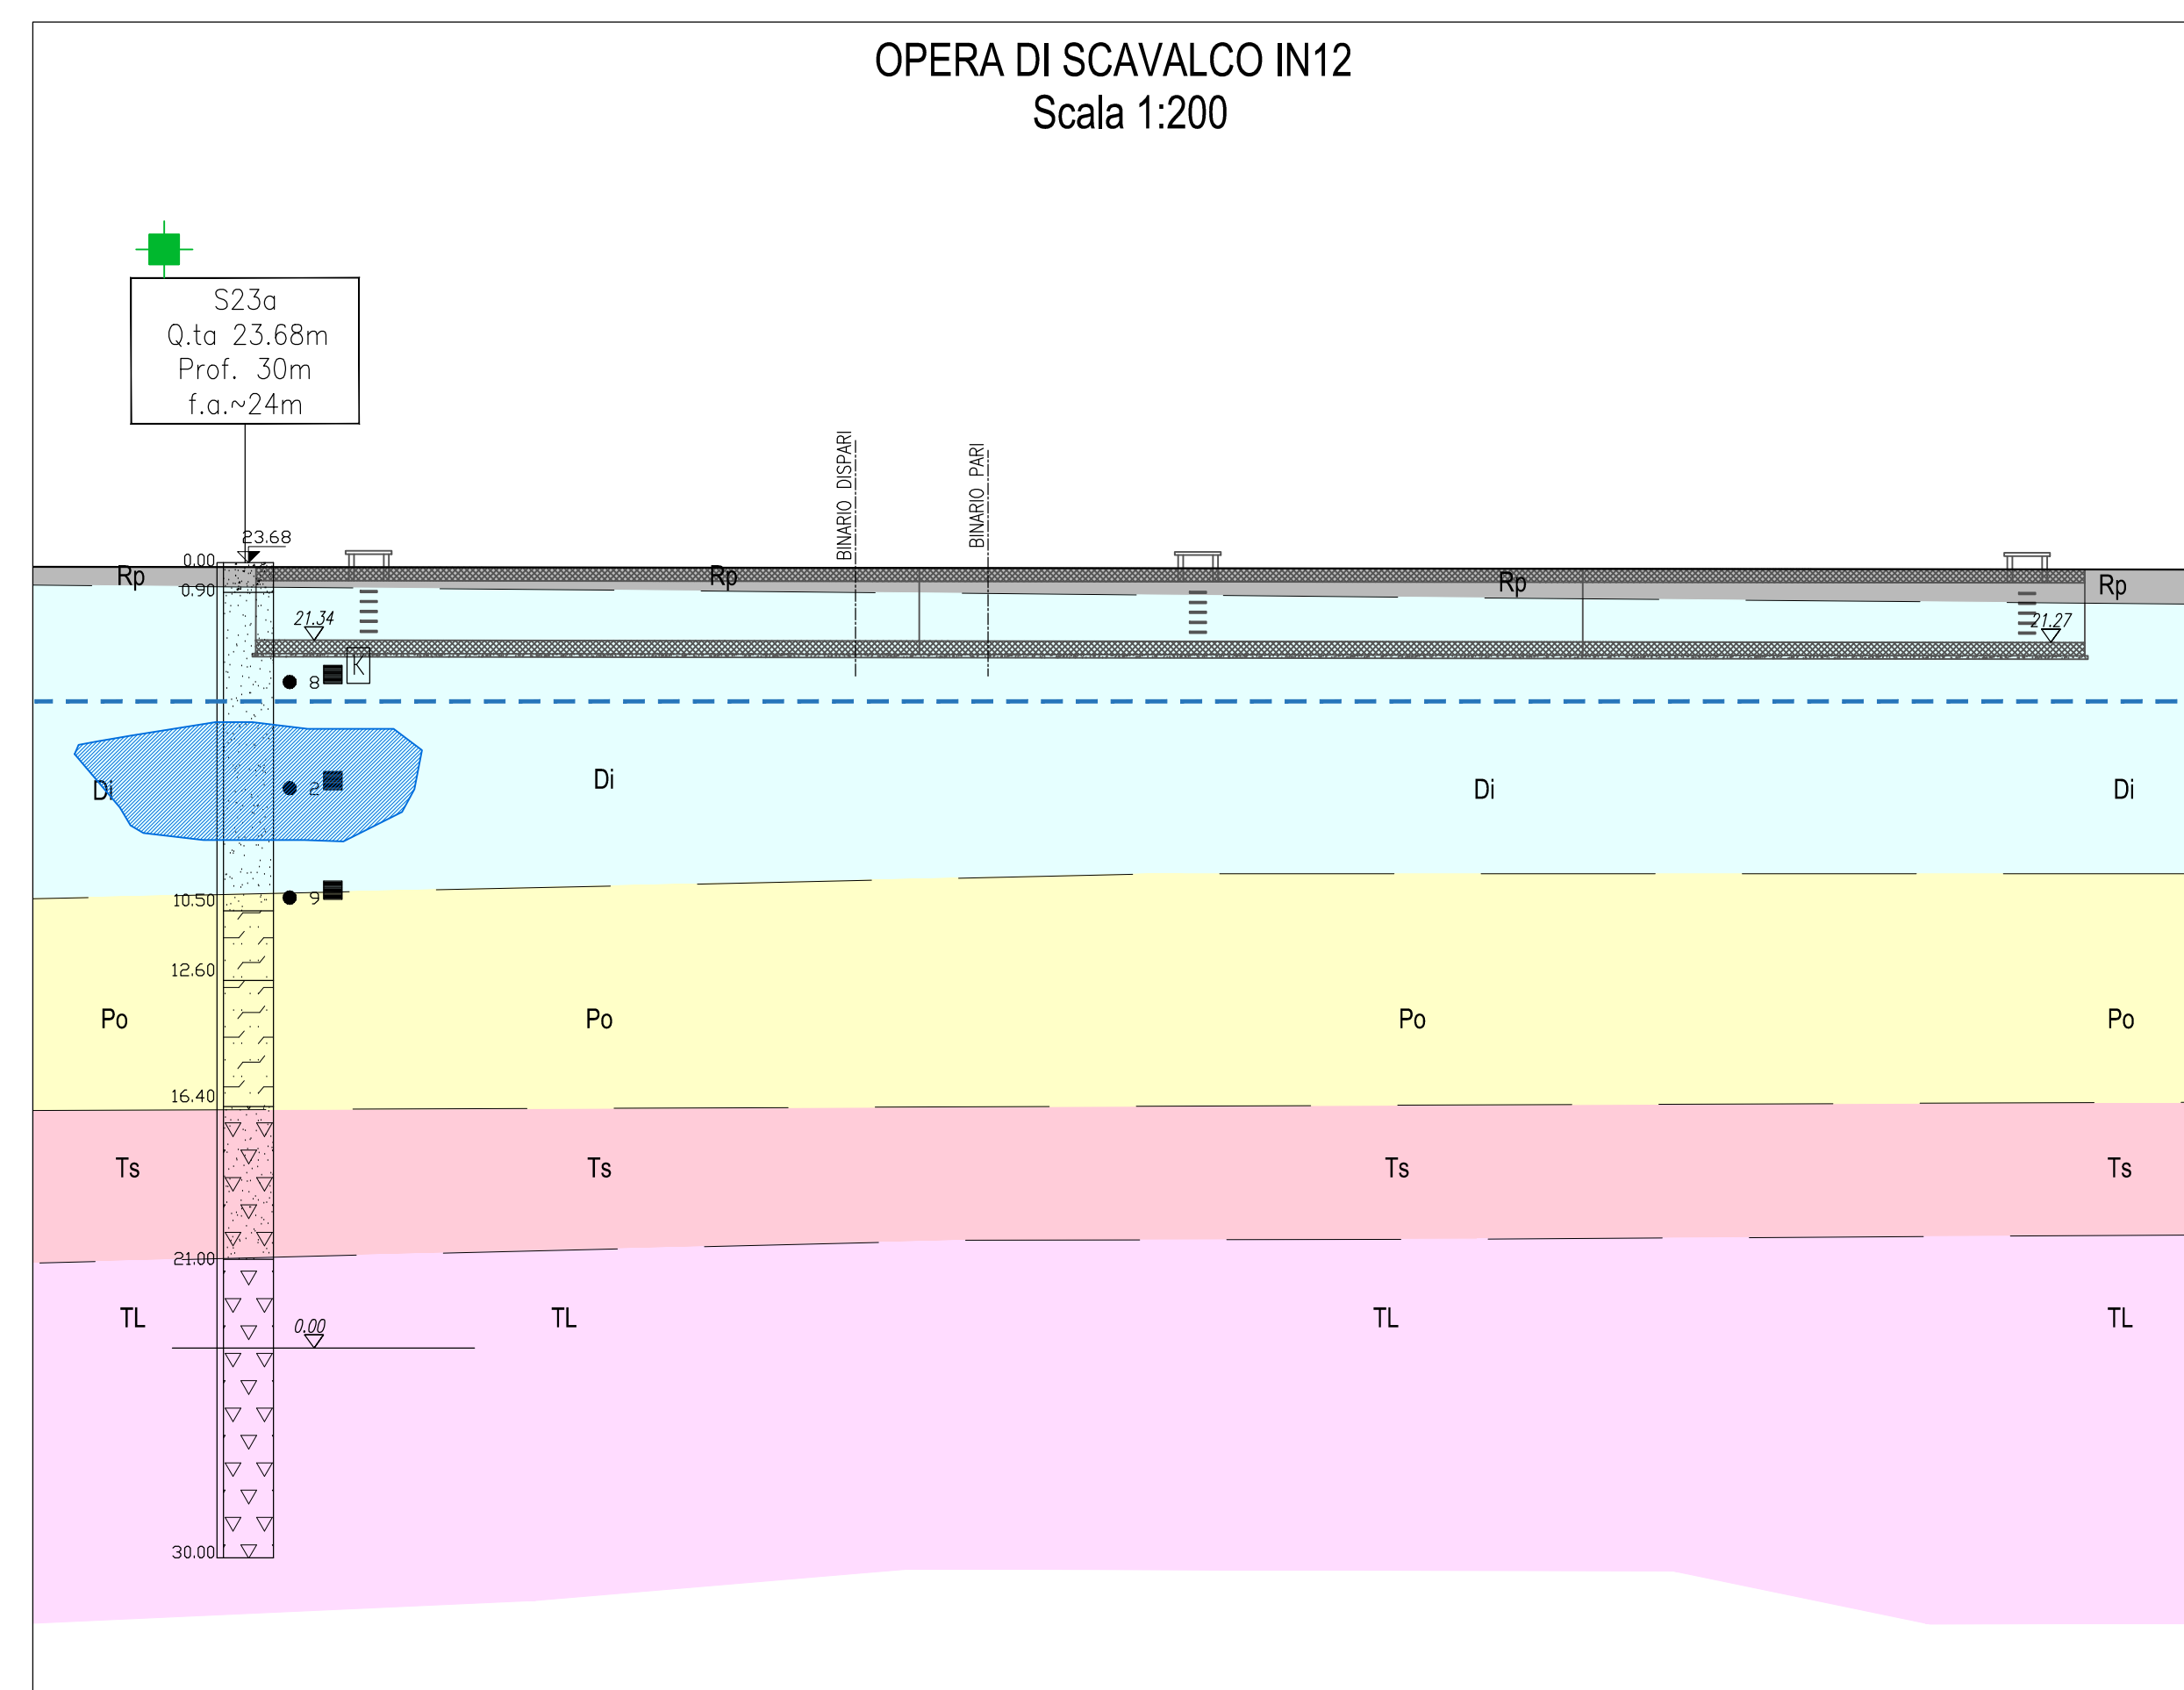 OPERA DI SCAVALCO IN12
Scala 1:200
S23a
Q.ta 23.68m
Prof. 30m
f.a.~24m
BINARIO DISPARI
BINARIO PARI
23.68
0.00
Rp
Rp
Rp
Rp
0.90
21.34
21.27
K
8
2
Di
Di
Di
Di
9
10.50
12.60
Po
Po
Po
Po
16.40
Ts
Ts
Ts
Ts
21.00
TL
TL
TL
TL
0.00
30.00